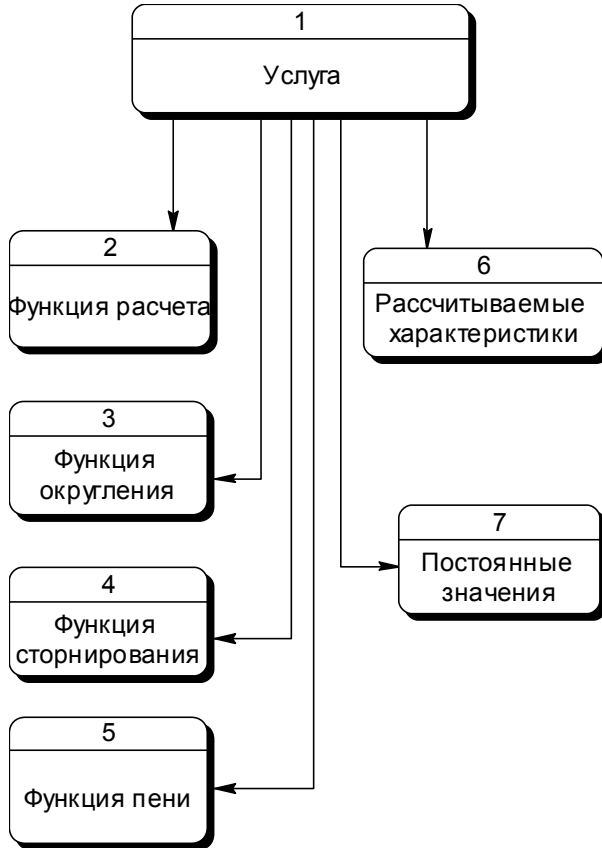 1
Услуга
2
Функция расчета
6
Рассчитываемые
характеристики
3
Функция
округления
7
Постоянные
значения
4
Функция
сторнирования
5
Функция пени